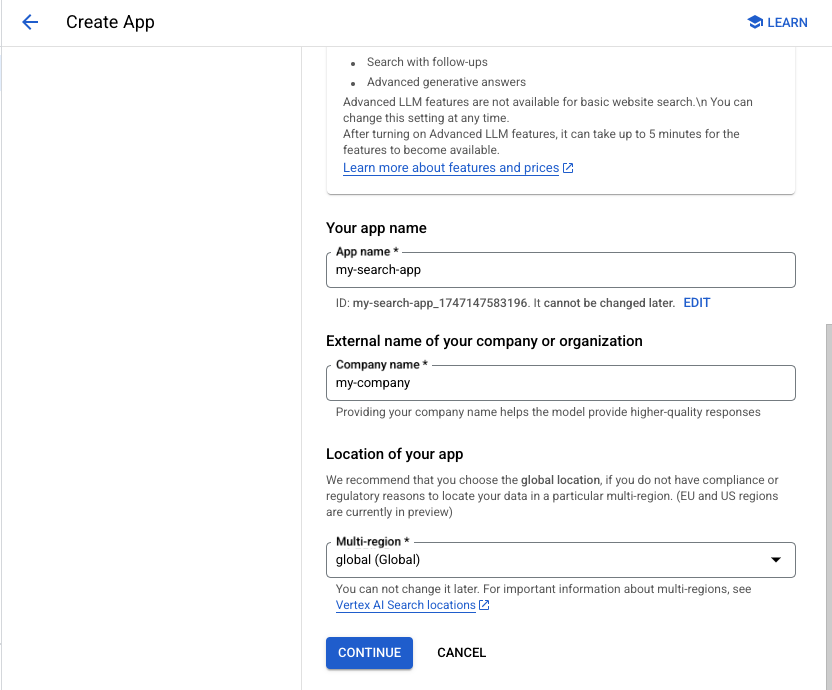 Create App
LEARN
• Search with follow-ups
• Advanced generative answers
Advanced LLM features are not available for basic website search.\n You can
change this setting at any time.
After turning on Advanced LLM features, it can take up to 5 minutes for the
features to become available.
Learn more about features and prices
Your app name
App name *
my-search-app
ID: my-search-app_1747147583196. It cannot be changed later. EDIT
External name of your company or organization
Company name *
my-company
Providing your company name helps the model provide higher-quality responses
Location of your app
We recommend that you choose the global location, if you do not have compliance or
regulatory reasons to locate your data in a particular multi-region. (EU and US regions
are currently in preview)
Multi-region *
global (Global)
You can not change it later. For important information about multi-regions, see
Vertex AI Search locations
CONTINUE
CANCEL